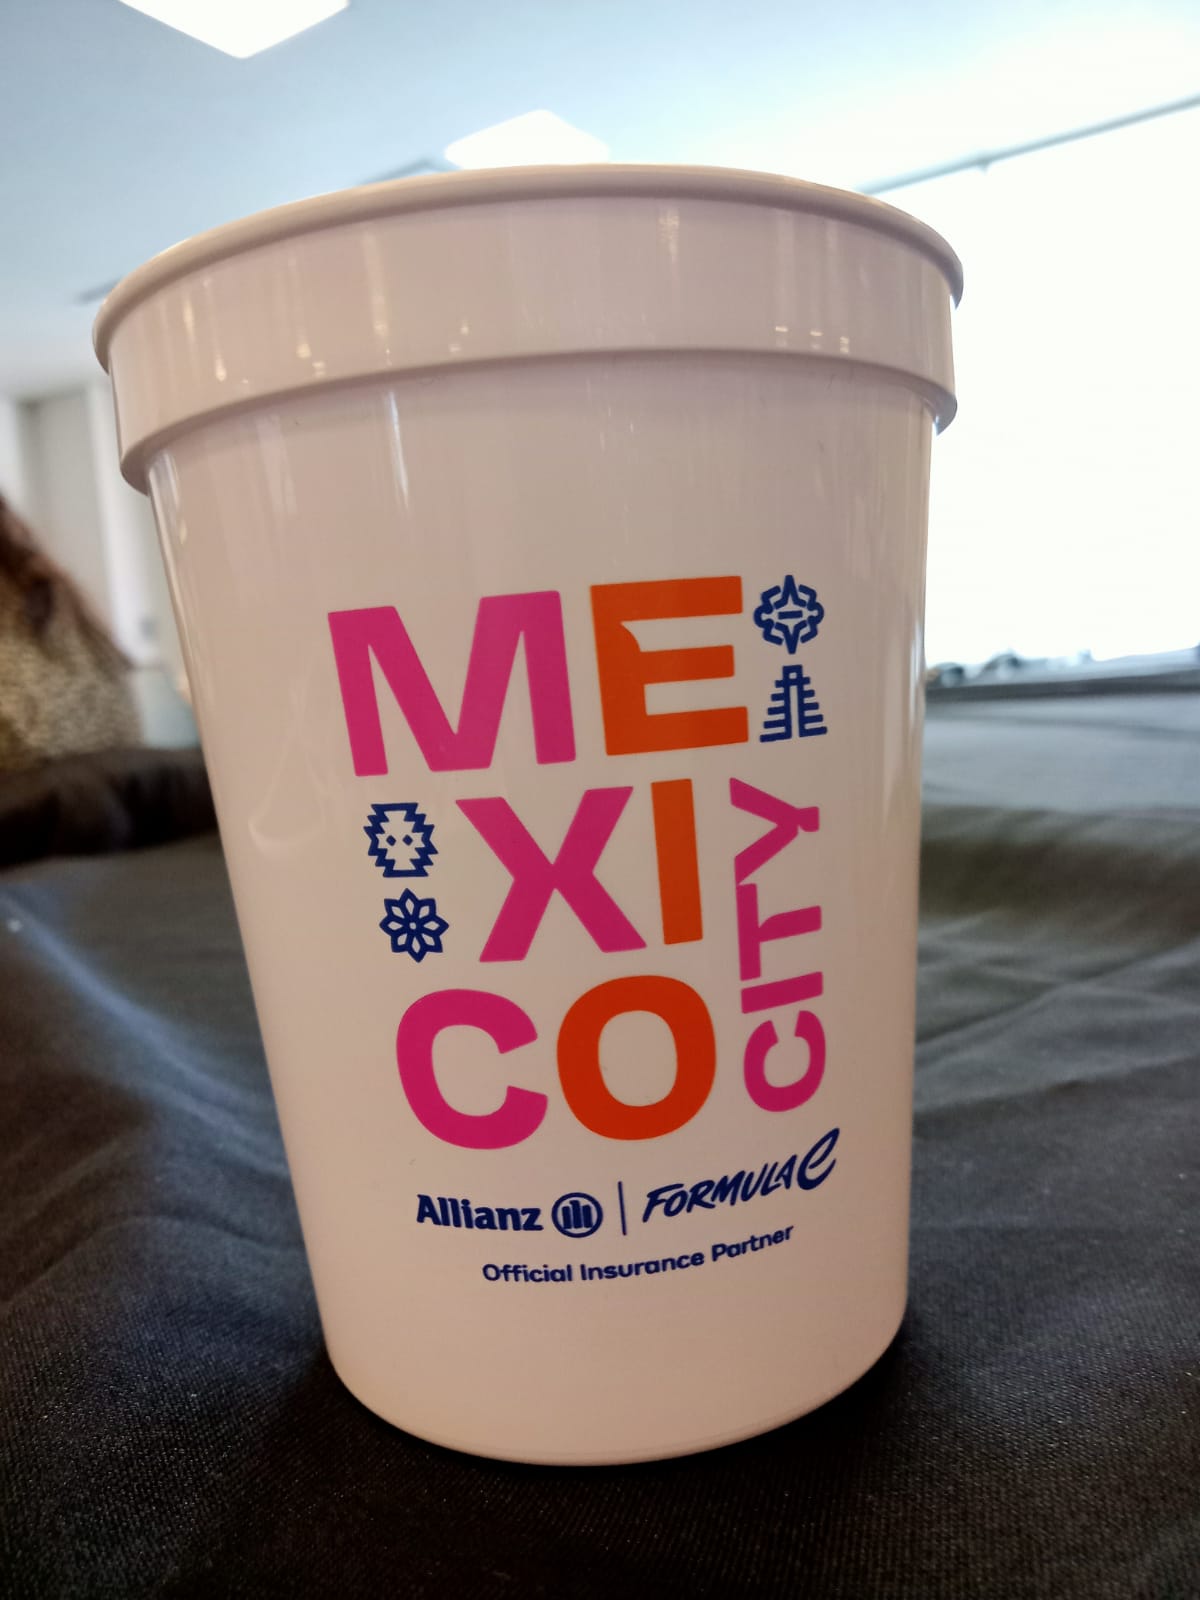 ME
XI
CO
CITY
Allianz | FORMULA E
Official Insurance Partner